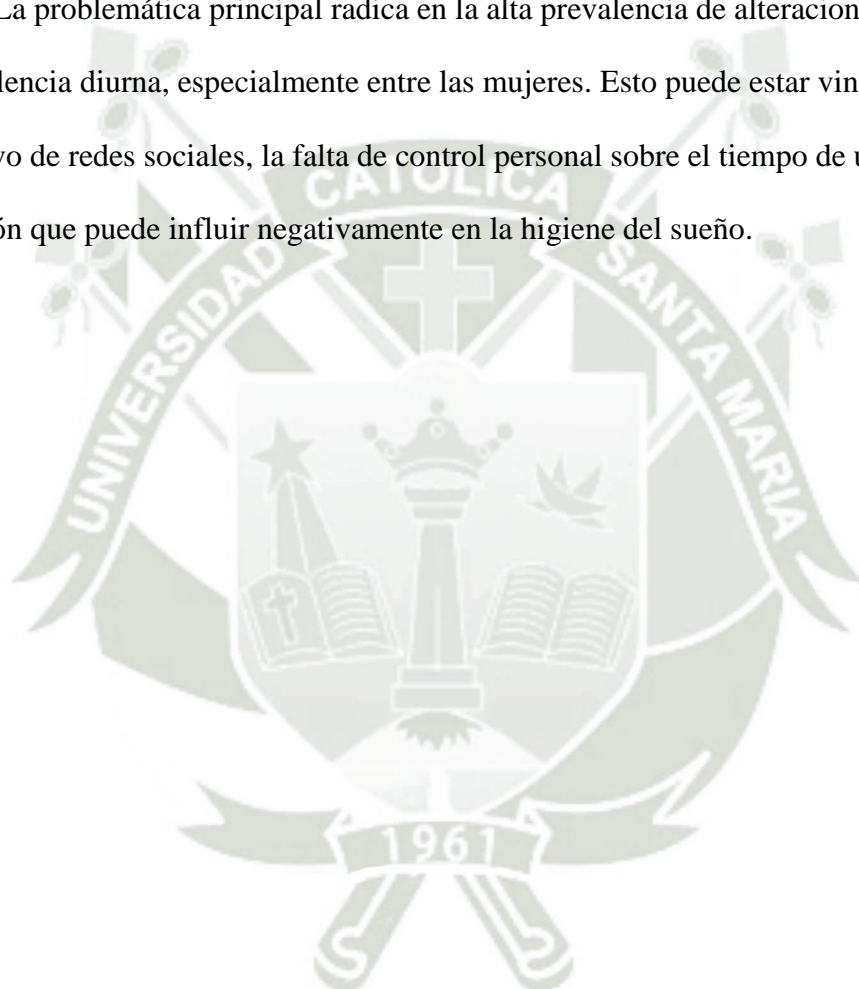 La problemática principal radica en la alta prevalencia de alteracion
lencia diurna, especialmente entre las mujeres. Esto puede estar vin
vo de redes sociales, la falta de control personal sobre el tiempo de u
ón que puede influir negativamente en la higiene del sueño.
UNIVERSIDAD CATOLICA SANTA MARIA
1961